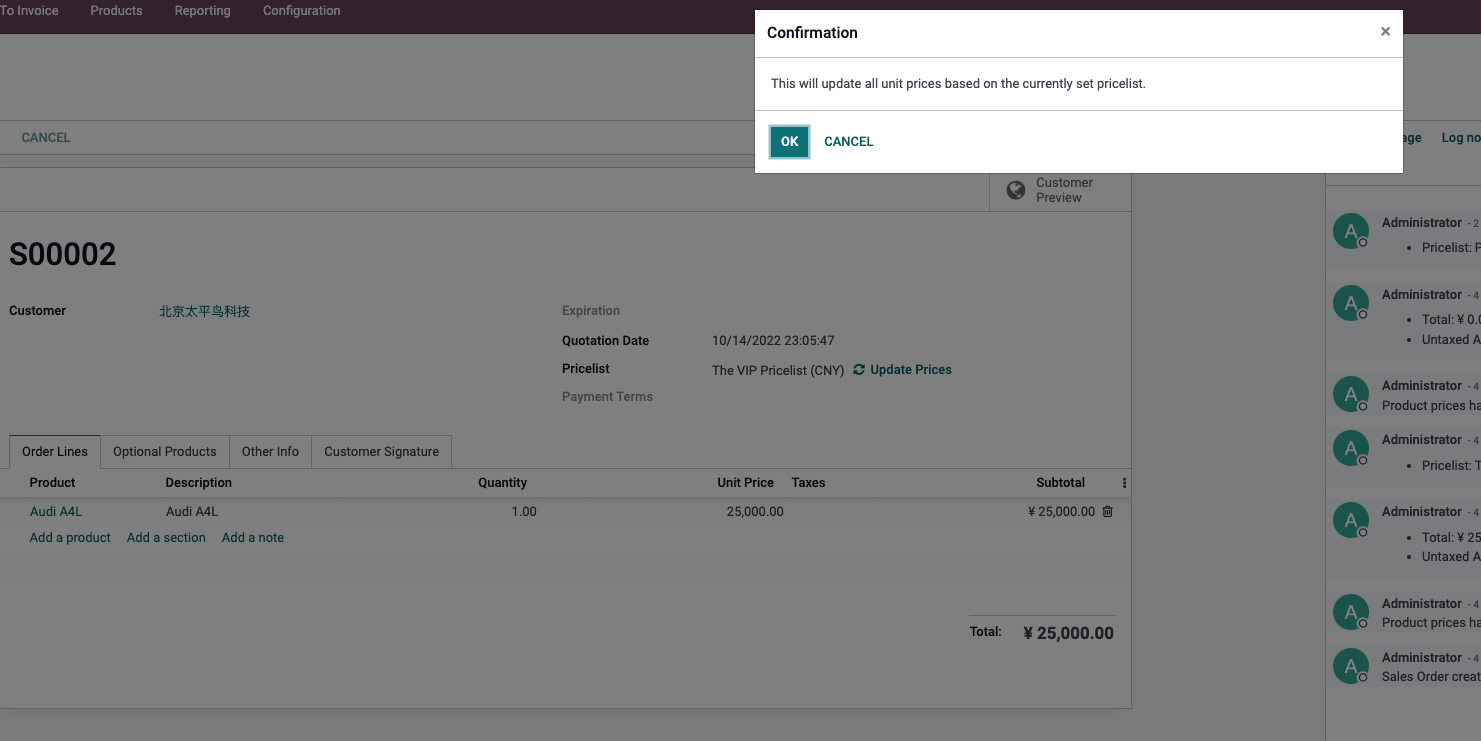 To Invoice Products Reporting Configuration
Confirmation ×
This will update all unit prices based on the currently set pricelist.
OK CANCEL
CANCEL
Log no
Customer
Preview
S00002
Customer 北京太平鸟科技
Expiration
Quotation Date 10/14/2022 23:05:47
Pricelist The VIP Pricelist (CNY) Update Prices
Payment Terms
Order Lines Optional Products Other Info Customer Signature
Product Description Quantity Unit Price Taxes Subtotal
Audi A4L Audi A4L 1.00 25,000.00 ¥ 25,000.00
Add a product Add a section Add a note
Total: ¥ 25,000.00
A Administrator - 2
• Pricelist: P
A Administrator - 4
• Total: ¥ 0.0
• Untaxed A
A Administrator - 4
Product prices ha
A Administrator - 4
• Pricelist: T
A Administrator - 4
• Total: ¥ 25
• Untaxed A
A Administrator - 4
Product prices ha
A Administrator - 4
Sales Order creat